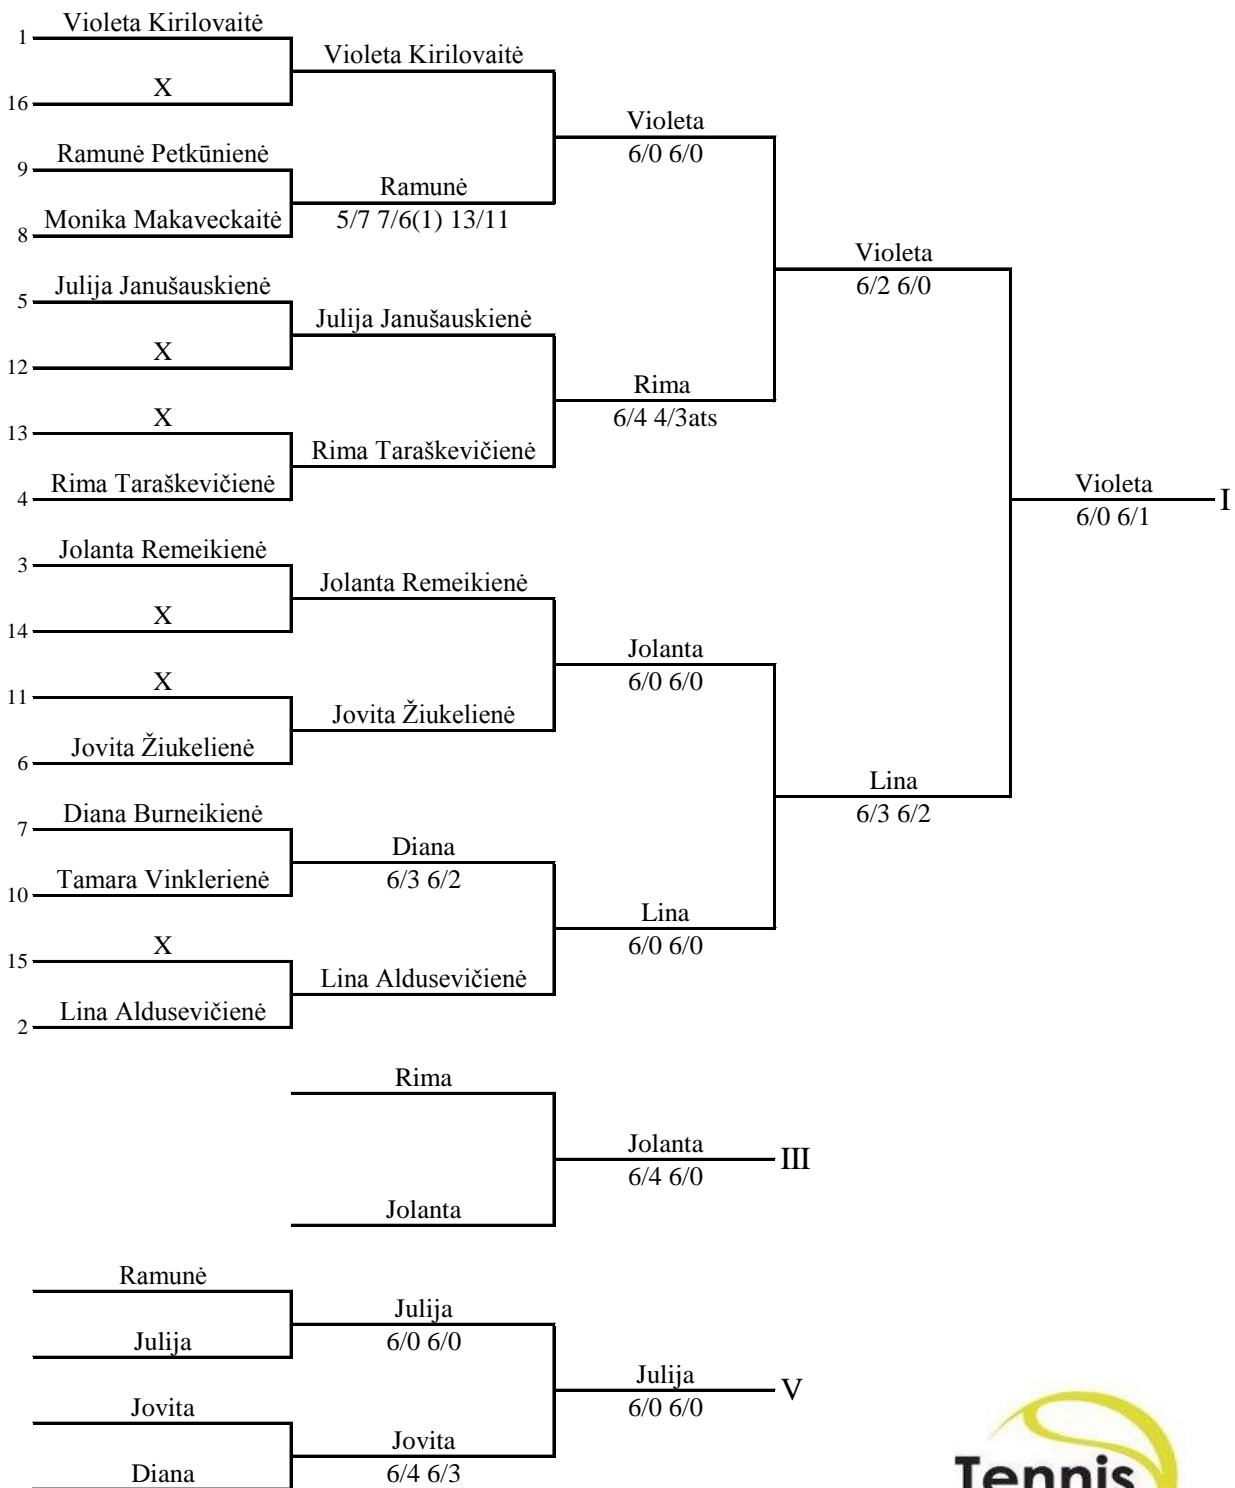 Violeta Kirilovaitė
1
Violeta Kirilovaitė
X
16
Violeta
6/0 6/0
Ramunė Petkūnienė
9
Ramunė
5/7 7/6(1) 13/11
Monika Makaveckaitė
8
Violeta
6/2 6/0
Julija Janušauskienė
5
Julija Janušauskienė
X
12
Rima
6/4 4/3ats
X
13
Rima Taraškevičienė
Rima Taraškevičienė
4
Violeta
6/0 6/1
I
Jolanta Remeikienė
3
Jolanta Remeikienė
X
14
Jolanta
6/0 6/0
X
11
Jovita Žiukelienė
Jovita Žiukelienė
6
Lina
6/3 6/2
Diana Burneikienė
7
Diana
6/3 6/2
Tamara Vinklerienė
10
Lina
6/0 6/0
X
15
Lina Aldusevičienė
Lina Aldusevičienė
2
Rima
Jolanta
6/4 6/0
III
Jolanta
Ramunė
Julija
6/0 6/0
Julija
Julija
6/0 6/0
V
Jovita
Jovita
6/4 6/3
Diana
Tennis